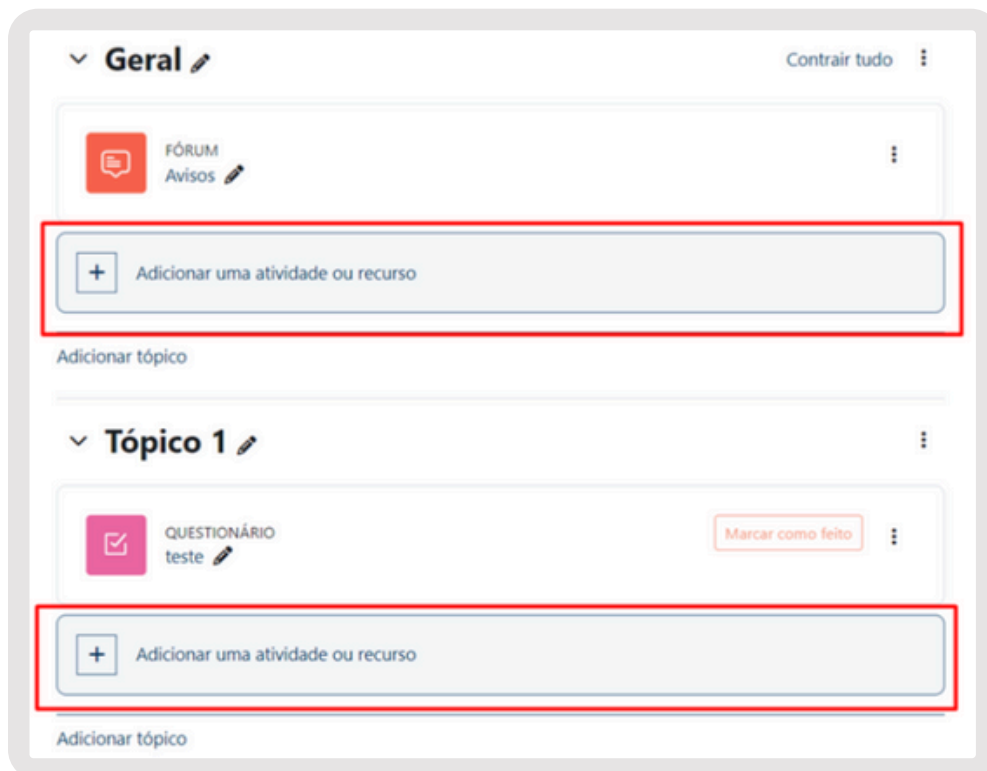 Geral
Contrair tudo
FÓRUM
Avisos
Adicionar uma atividade ou recurso
Adicionar tópico
Tópico 1
QUESTIONÁRIO
teste
Marcar como feito
Adicionar uma atividade ou recurso
Adicionar tópico